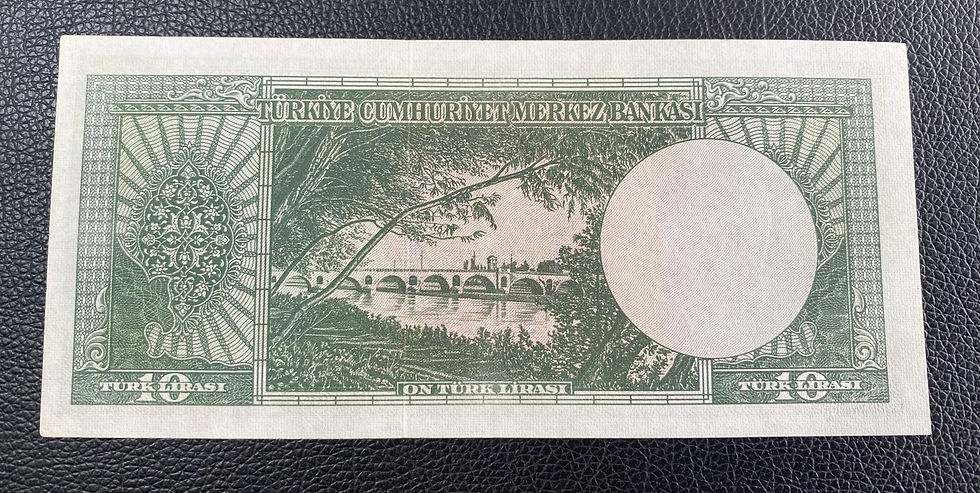 TÜRKİYE CUMHURİYET MERKEZ BANKASI
10 TÜRK LİRASI
ON TÜRK LİRASI
10 TÜRK LİRASI